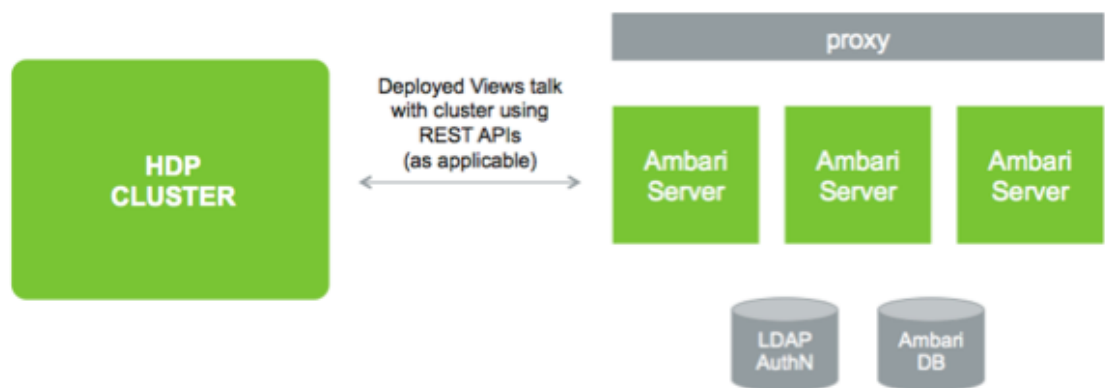 proxy
Deployed Views talk
with cluster using
REST APIs
(as applicable)
HDP
CLUSTER
Ambari
Server
Ambari
Server
Ambari
Server
LDAP
AuthN
Ambari
DB